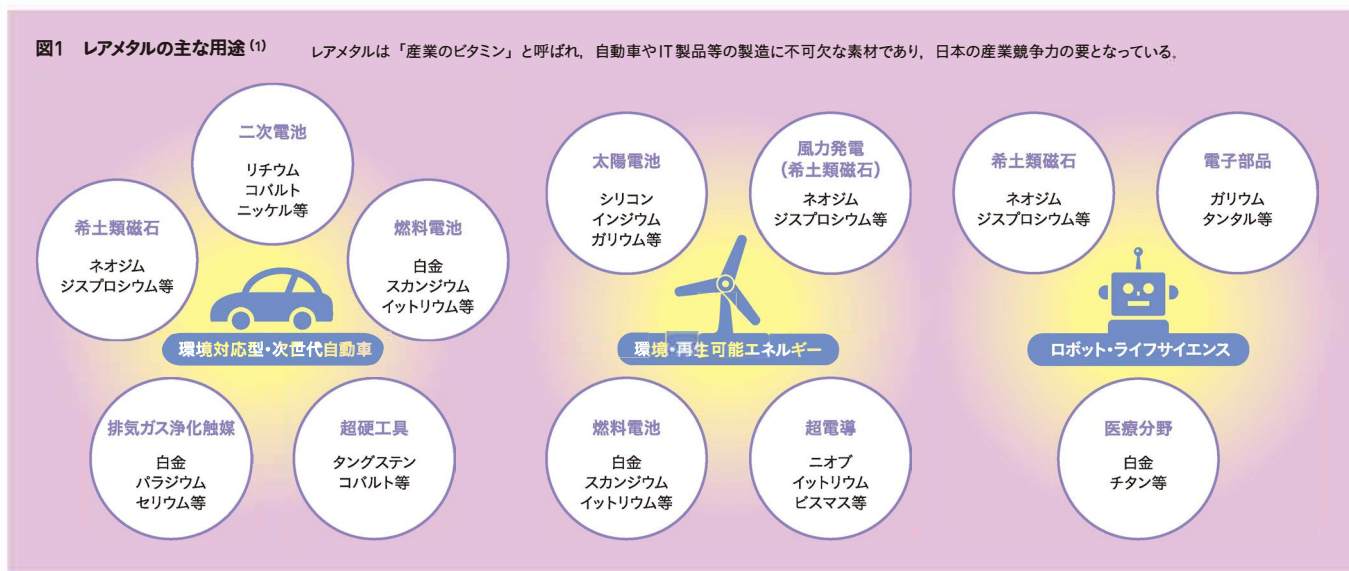 図1 レアメタルの主な用途(1)
レアメタルは「産業のビタミン」と呼ばれ，自動車やIT製品等の製造に不可欠な素材であり，日本の産業競争力の要となっている．
二次電池
リチウム
コバルト
ニッケル等
希土類磁石
ネオジム
ジスプロシウム等
燃料電池
白金
スカンジウム
イットリウム等
環境対応型・次世代自動車
排気ガス浄化触媒
白金
パラジウム
セリウム等
超硬工具
タングステン
コバルト等
太陽電池
シリコン
インジウム
ガリウム等
風力発電
(希土類磁石)
ネオジム
ジスプロシウム等
環境・再生可能エネルギー
燃料電池
白金
スカンジウム
イットリウム等
超電導
ニオブ
イットリウム
ビスマス等
希土類磁石
ネオジム
ジスプロシウム等
電子部品
ガリウム
タンタル等
ロボット・ライフサイエンス
医療分野
白金
チタン等